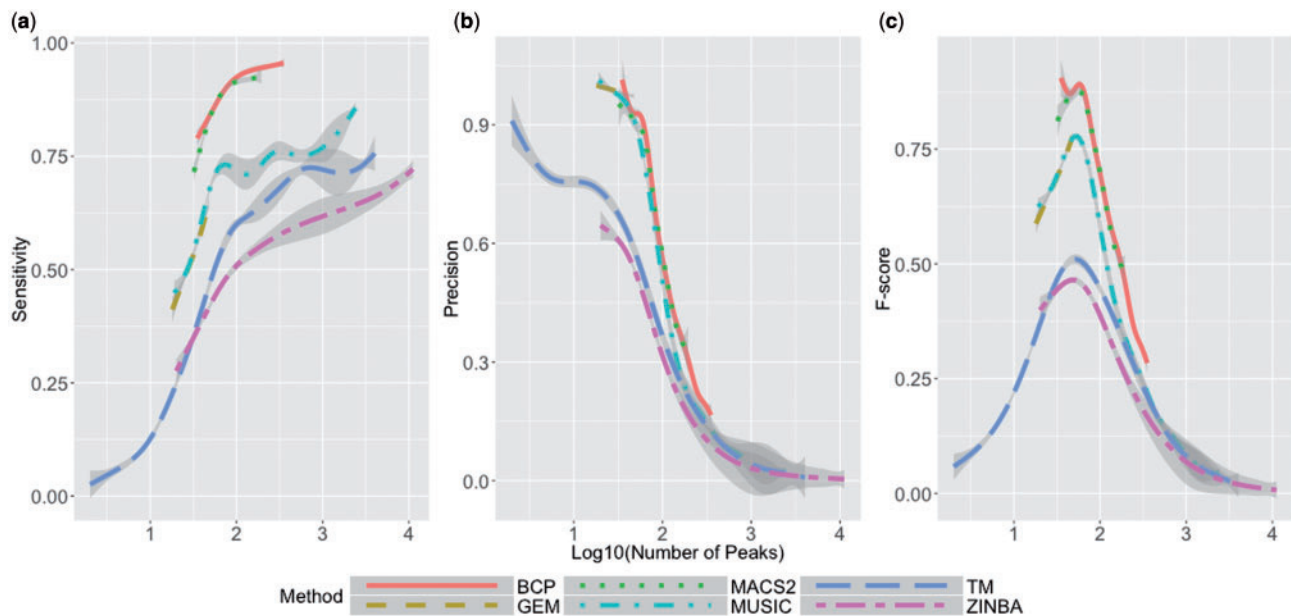 (a)
(b)
(c)
Sensitivity
1.00
0.75
0.50
0.25
0.00
1
2
3
4
Precision
0.9
0.6
0.3
0.0
1
2
3
4
Log10(Number of Peaks)
F-score
0.75
0.50
0.25
0.00
1
2
3
4
Method
BCP
MACS2
TM
GEM
MUSIC
ZINBA